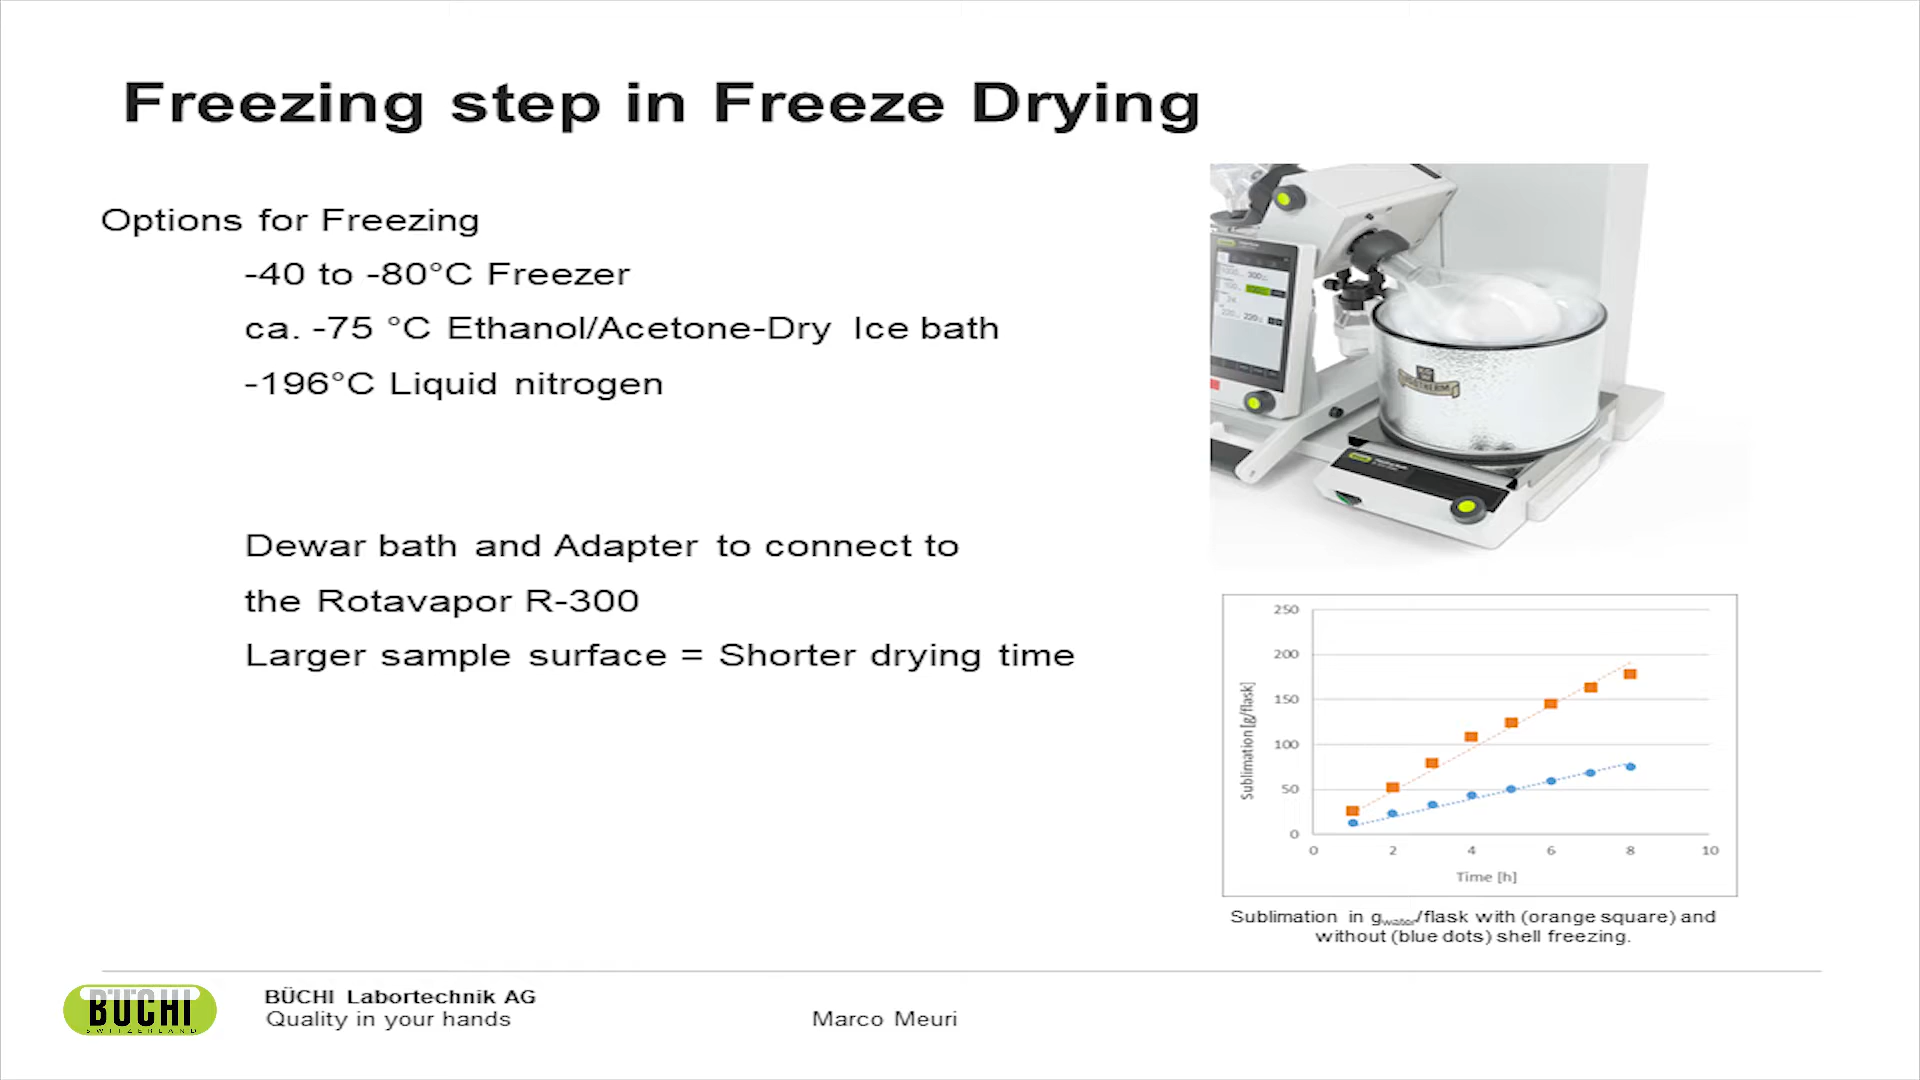 Freezing step in Freeze Drying
Options for Freezing
-40 to -80°C Freezer
ca. -75 °C Ethanol/Acetone-Dry Ice bath
-196°C Liquid nitrogen
Dewar bath and Adapter to connect to
the Rotavapor R-300
Larger sample surface = Shorter drying time
250
200
150
100
50
0
Sublimation [g/flask]
0 2 4 6 8 10
Time [h]
Sublimation in gwater/flask with (orange square) and
without (blue dots) shell freezing.
BÜCHI
SWITZERLAND
BÜCHI Labortechnik AG
Quality in your hands
Marco Meuri